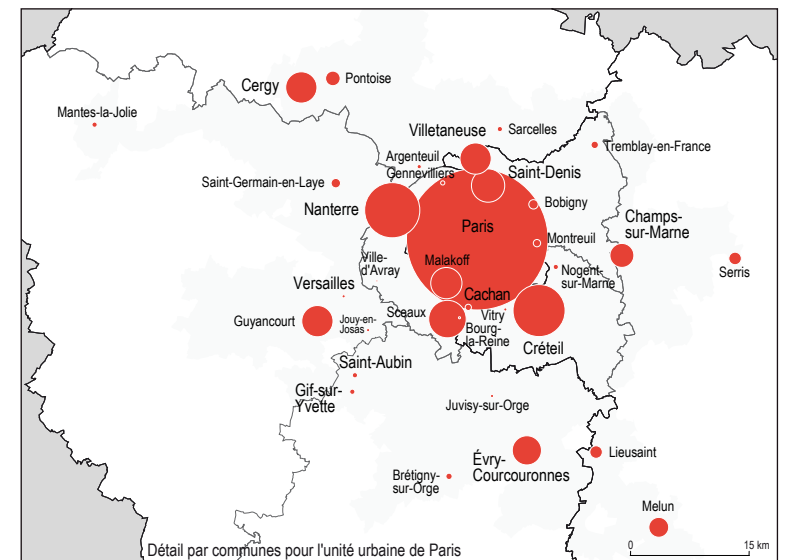 Cergy
Pontoise
Mantes-la-Jolie
Villetaneuse
Sarcelles
Tremblay-en-France
Argenteuil
Gennevilliers
Saint-Denis
Saint-Germain-en-Laye
Nanterre
Bobigny
Paris
Champs-
sur-Marne
Montreuil
Ville-
d'Avray
Malakoff
Nogent-
sur-Marne
Serris
Versailles
Cachan
Guyancourt
Jouy-en-
Josas
Sceaux
Vitry
Bourg-
la-Reine
Créteil
Saint-Aubin
Gif-sur-
Yvette
Juvisy-sur-Orge
Évry-
Courcouronnes
Lieusaint
Brétigny-
sur-Orge
Melun
Détail par communes pour l'unité urbaine de Paris
0
15 km